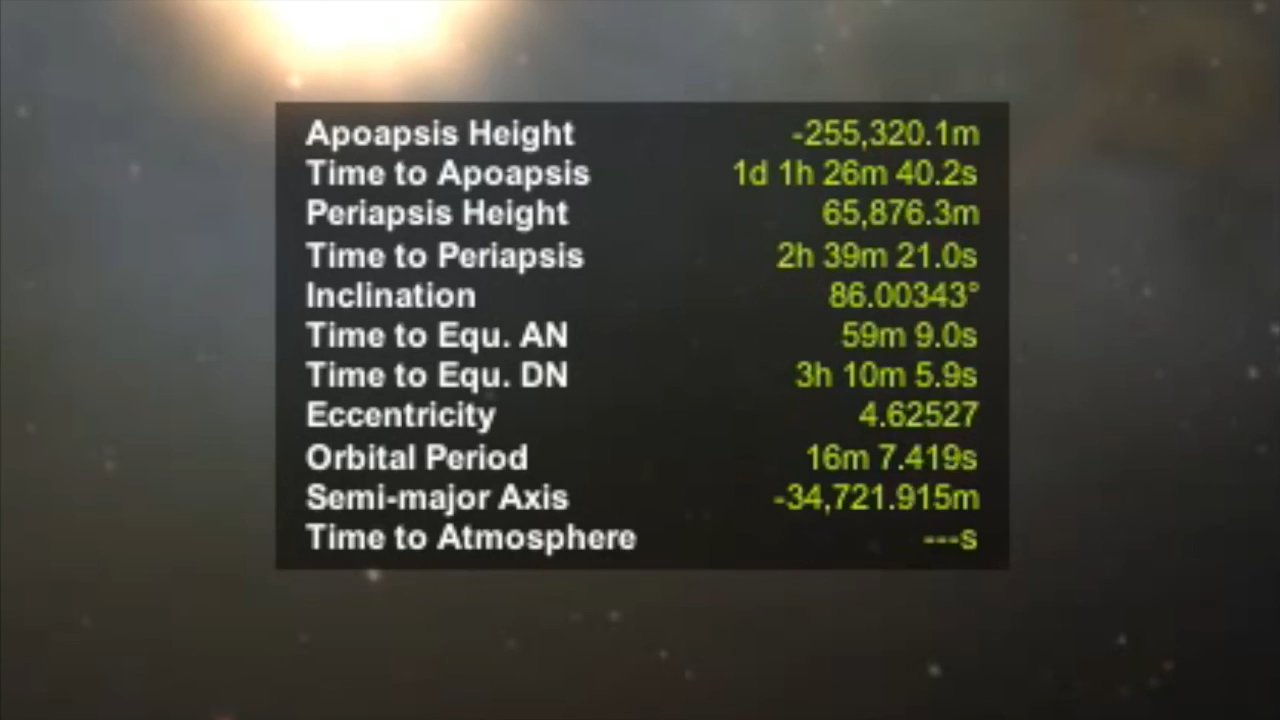 Apoapsis Height -255,320.1m
Time to Apoapsis 1d 1h 26m 40.2s
Periapsis Height 65,876.3m
Time to Periapsis 2h 39m 21.0s
Inclination 86.00343°
Time to Equ. AN 59m 9.0s
Time to Equ. DN 3h 10m 5.9s
Eccentricity 4.62527
Orbital Period 16m 7.419s
Semi-major Axis -34,721.915m
Time to Atmosphere ---s